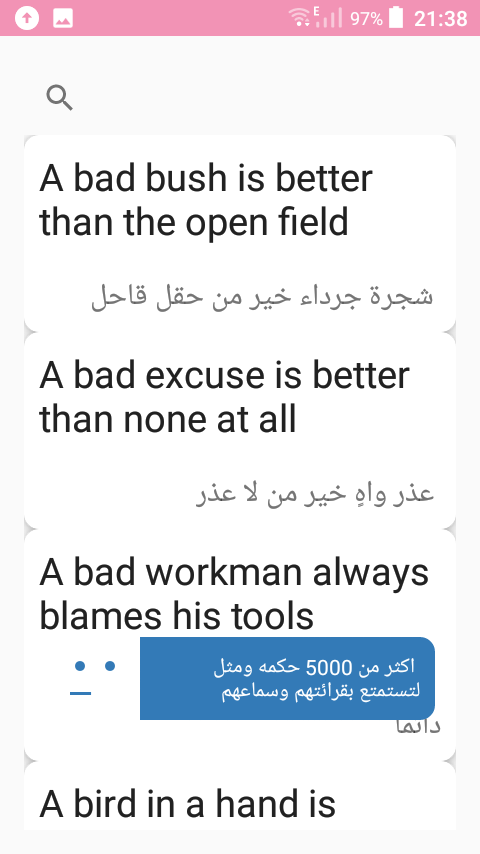 E 97% 21:38
A bad bush is better
than the open field
شجرة جرداء خير من حقل قاحل
A bad excuse is better
than none at all
عذر واهٍ خير من لا عذر
A bad workman always
blames his tools
اكثر من 5000 حكمه ومثل
لتستمتع بقرائتهم وسماعهم
دائما
A bird in a hand is